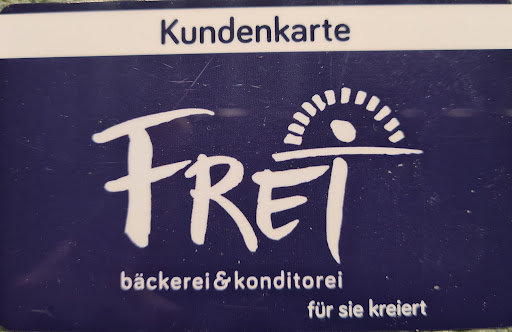 Kundenkarte
FREI
bäckerei & konditorei
für sie kreiert